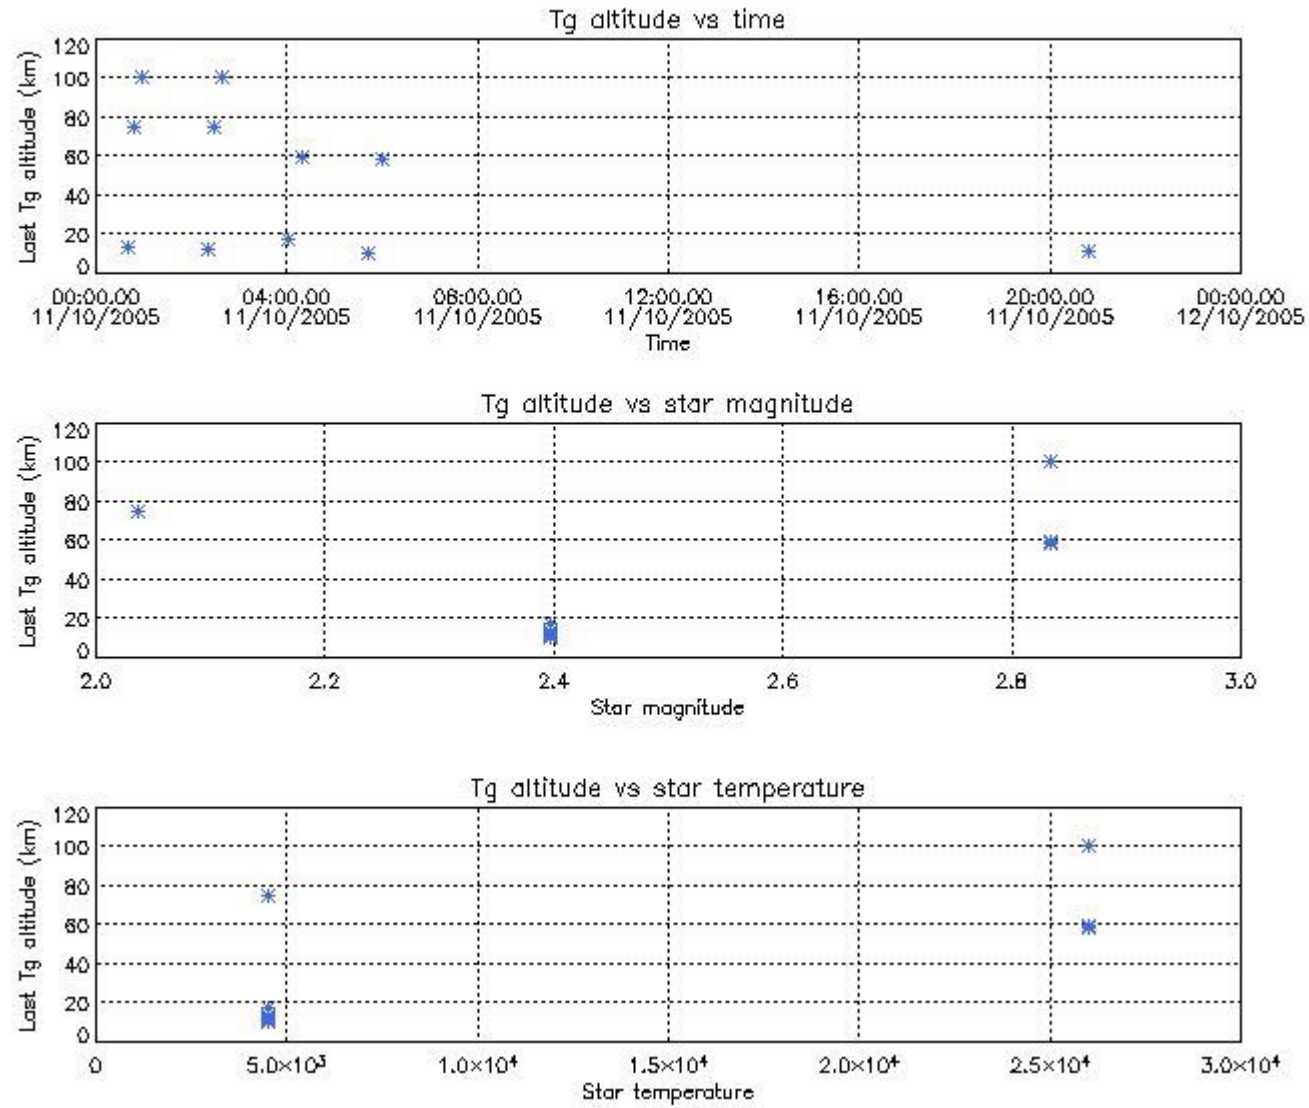 Tg altitude vs time
Last Tg altitude (km)
120
100
80
60
40
20
0
00:00.00 04:00.00 08:00.00 12:00.00 16:00.00 20:00.00 00:00.00
11/10/2005 11/10/2005 11/10/2005 11/10/2005 11/10/2005 11/10/2005 12/10/2005
Time
Tg altitude vs star magnitude
Last Tg altitude (km)
120
100
80
60
40
20
0
2.0 2.2 2.4 2.6 2.8 3.0
Star magnitude
Tg altitude vs star temperature
Last Tg altitude (km)
120
100
80
60
40
20
0
0 5.0×10³ 1.0×10⁴ 1.5×10⁴ 2.0×10⁴ 2.5×10⁴ 3.0×10⁴
Star temperature